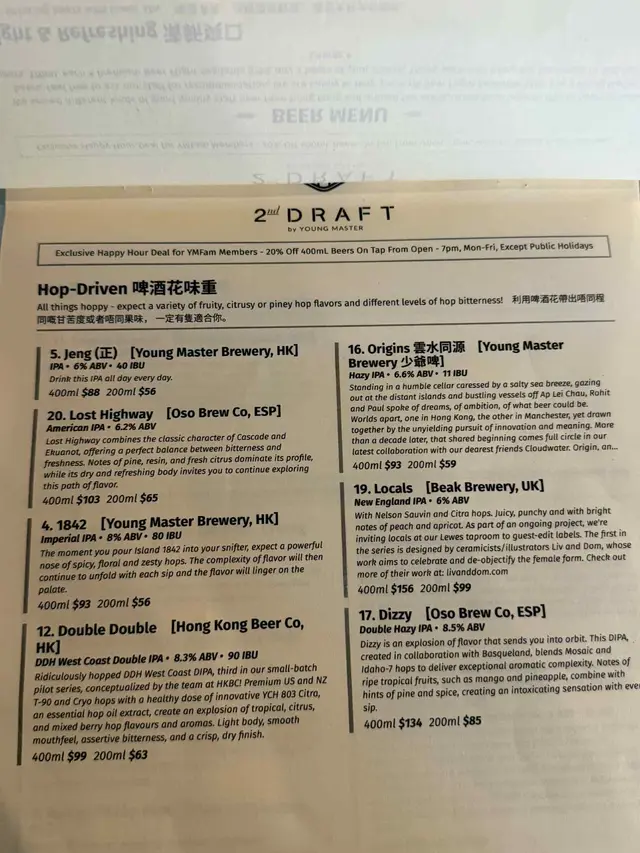 BEER MENU
2nd DRAFT
by YOUNG MASTER
Exclusive Happy Hour Deal for YMFam Members - 20% Off 400mL Beers On Tap From Open - 7pm, Mon-Fri, Except Public Holidays
Hop-Driven 啤酒花味重
All things hoppy - expect a variety of fruity, citrusy or piney hop flavors and different levels of hop bitterness! 利用啤酒花帶出唔同程
同嘅甘苦度或者唔同果味， 一定有隻適合你。
5. Jeng (正) [Young Master Brewery, HK]
IPA • 6% ABV • 40 IBU
Drink this IPA all day every day.
400ml $88 200ml $56
20. Lost Highway [Oso Brew Co, ESP]
American IPA • 6.2% ABV
Lost Highway combines the classic character of Cascade and
Ekuanot, offering a perfect balance between bitterness and
freshness. Notes of pine, resin, and fresh citrus dominate its profile,
while its dry and refreshing body invites you to continue exploring
this path of flavor.
400ml $103 200ml $65
4. 1842 [Young Master Brewery, HK]
Imperial IPA • 8% ABV • 80 IBU
The moment you pour Island 1842 into your snifter, expect a powerful
nose of spicy, floral and zesty hops. The complexity of flavor will then
continue to unfold with each sip and the flavor will linger on the
palate.
400ml $93 200ml $56
12. Double Double [Hong Kong Beer Co,
HK]
DDH West Coast Double IPA • 8.3% ABV • 90 IBU
Ridiculously hopped DDH West Coast DIPA, third in our small-batch
pilot series, conceptualized by the team at HKBC! Premium US and NZ
T-90 and Cryo hops with a healthy dose of innovative YCH 803 Citra,
an essential hop oil extract, create an explosion of tropical, citrus,
and mixed berry hop flavours and aromas. Light body, smooth
mouthfeel, assertive bitterness, and a crisp, dry finish.
400ml $99 200ml $63
16. Origins 雲水同源 [Young Master
Brewery 少爺啤]
Hazy IPA • 6.6% ABV • 11 IBU
Standing in a humble cellar caressed by a salty sea breeze, gazing
out at the distant islands and bustling vessels off Ap Lei Chau, Rohit
and Paul spoke of dreams, of ambition, of what beer could be.
Worlds apart, one in Hong Kong, the other in Manchester, yet drawn
together by the unyielding pursuit of innovation and meaning. More
than a decade later, that shared beginning comes full circle in our
latest collaboration with our dearest friends Cloudwater. Origin, an...
400ml $93 200ml $59
19. Locals [Beak Brewery, UK]
New England IPA • 6% ABV
With Nelson Sauvin and Citra hops. Juicy, punchy and with bright
notes of peach and apricot. As part of an ongoing project, we're
inviting locals at our Lewes taproom to guest-edit labels. The first in
the series is designed by ceramicists/illustrators Liv and Dom, whose
work aims to celebrate and de-objectify the female form. Check out
more of their work at: livanddom.com
400ml $156 200ml $99
17. Dizzy [Oso Brew Co, ESP]
Double Hazy IPA • 8.5% ABV
Dizzy is an explosion of flavor that sends you into orbit. This DIPA,
created in collaboration with Basqueland, blends Mosaic and
Idaho-7 hops to deliver exceptional aromatic complexity. Notes of
ripe tropical fruits, such as mango and pineapple, combine with
hints of pine and spice, creating an intoxicating sensation with eve
sip.
400ml $134 200ml $85